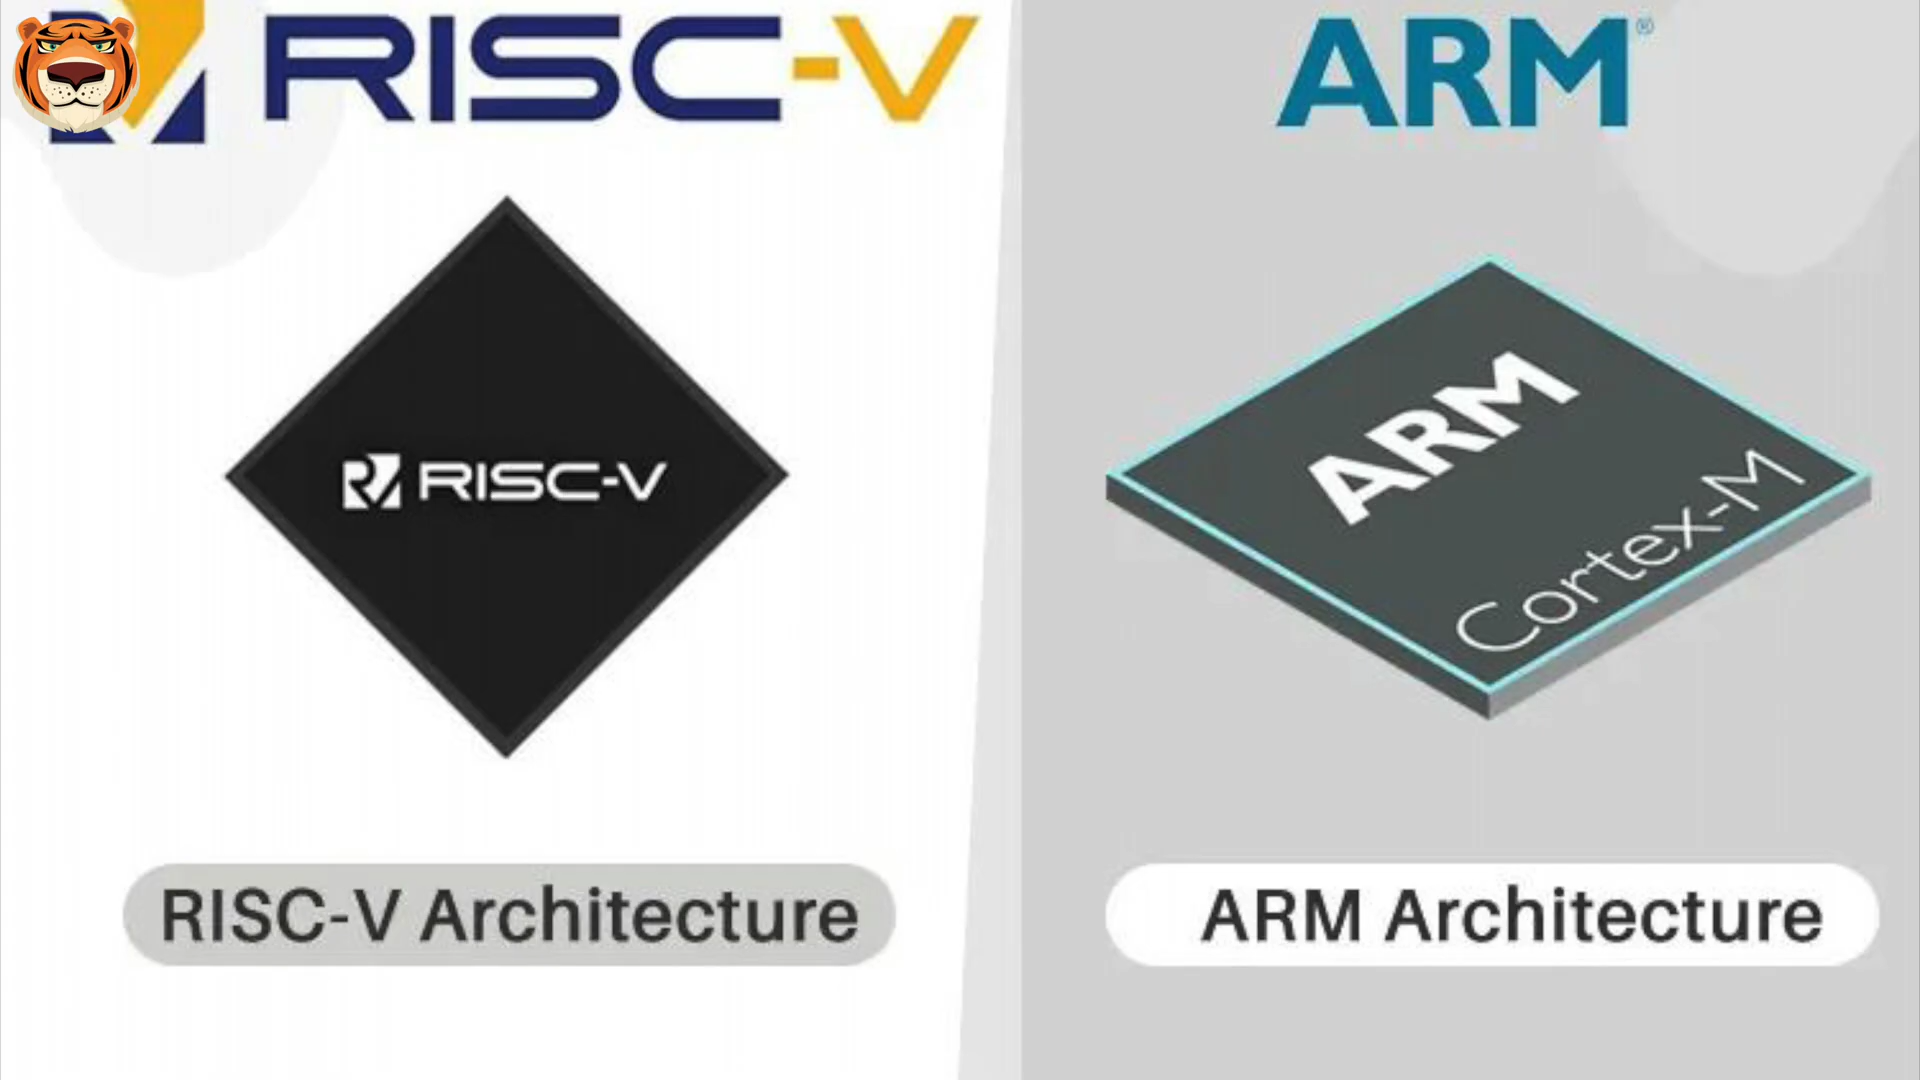 RISC-V
ARM®
RISC-V
ARM
Cortex-M
RISC-V Architecture
ARM Architecture